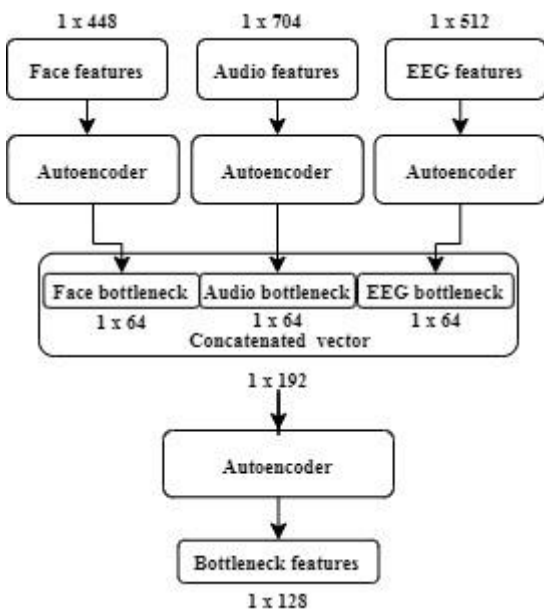 1 x 448 1 x 704 1 x 512
Face features Audio features EEG features
Autoencoder Autoencoder Autoencoder
Face bottleneck Audio bottleneck EEG bottleneck
1 x 64 1 x 64 1 x 64
Concatenated vector
1 x 192
Autoencoder
Bottleneck features
1 x 128